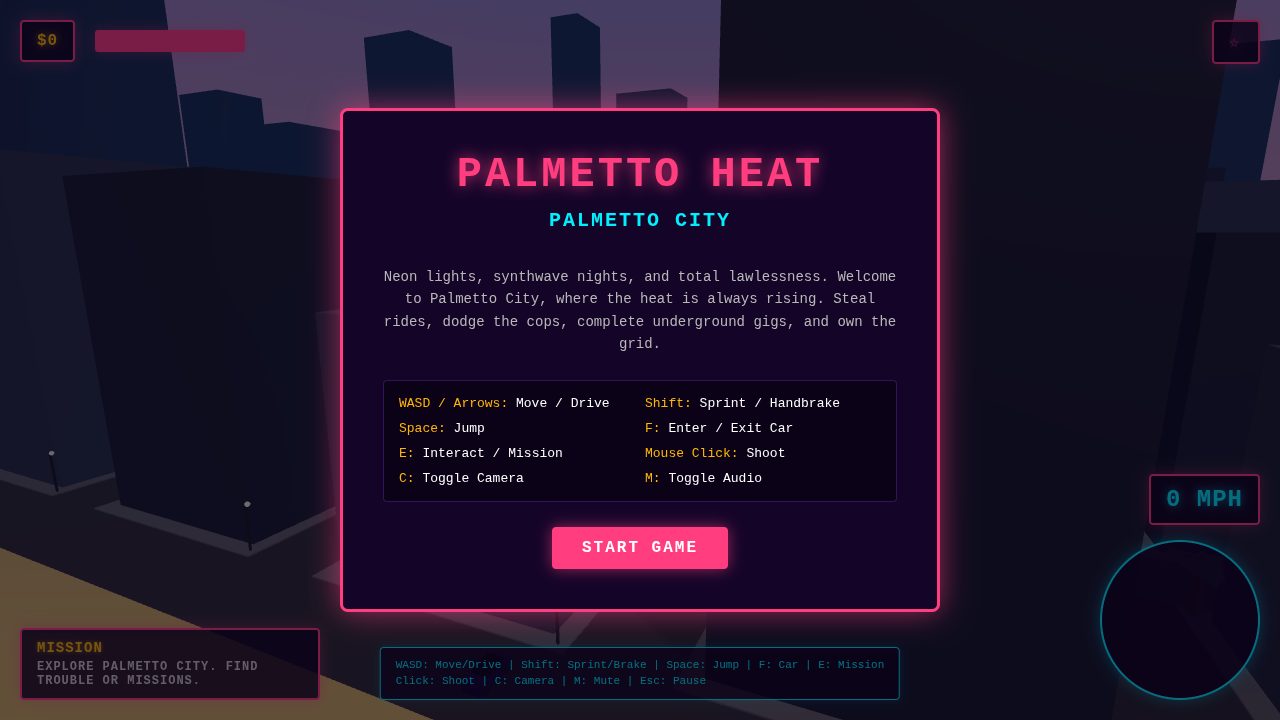 $0
☆
PALMETTO HEAT
PALMETTO CITY
Neon lights, synthwave nights, and total lawlessness. Welcome
to Palmetto City, where the heat is always rising. Steal
rides, dodge the cops, complete underground gigs, and own the
grid.
WASD / Arrows: Move / Drive
Shift: Sprint / Handbrake
Space: Jump
F: Enter / Exit Car
E: Interact / Mission
Mouse Click: Shoot
C: Toggle Camera
M: Toggle Audio
START GAME
0 MPH
MISSION
EXPLORE PALMETTO CITY. FIND
TROUBLE OR MISSIONS.
WASD: Move/Drive | Shift: Sprint/Brake | Space: Jump | F: Car | E: Mission
Click: Shoot | C: Camera | M: Mute | Esc: Pause